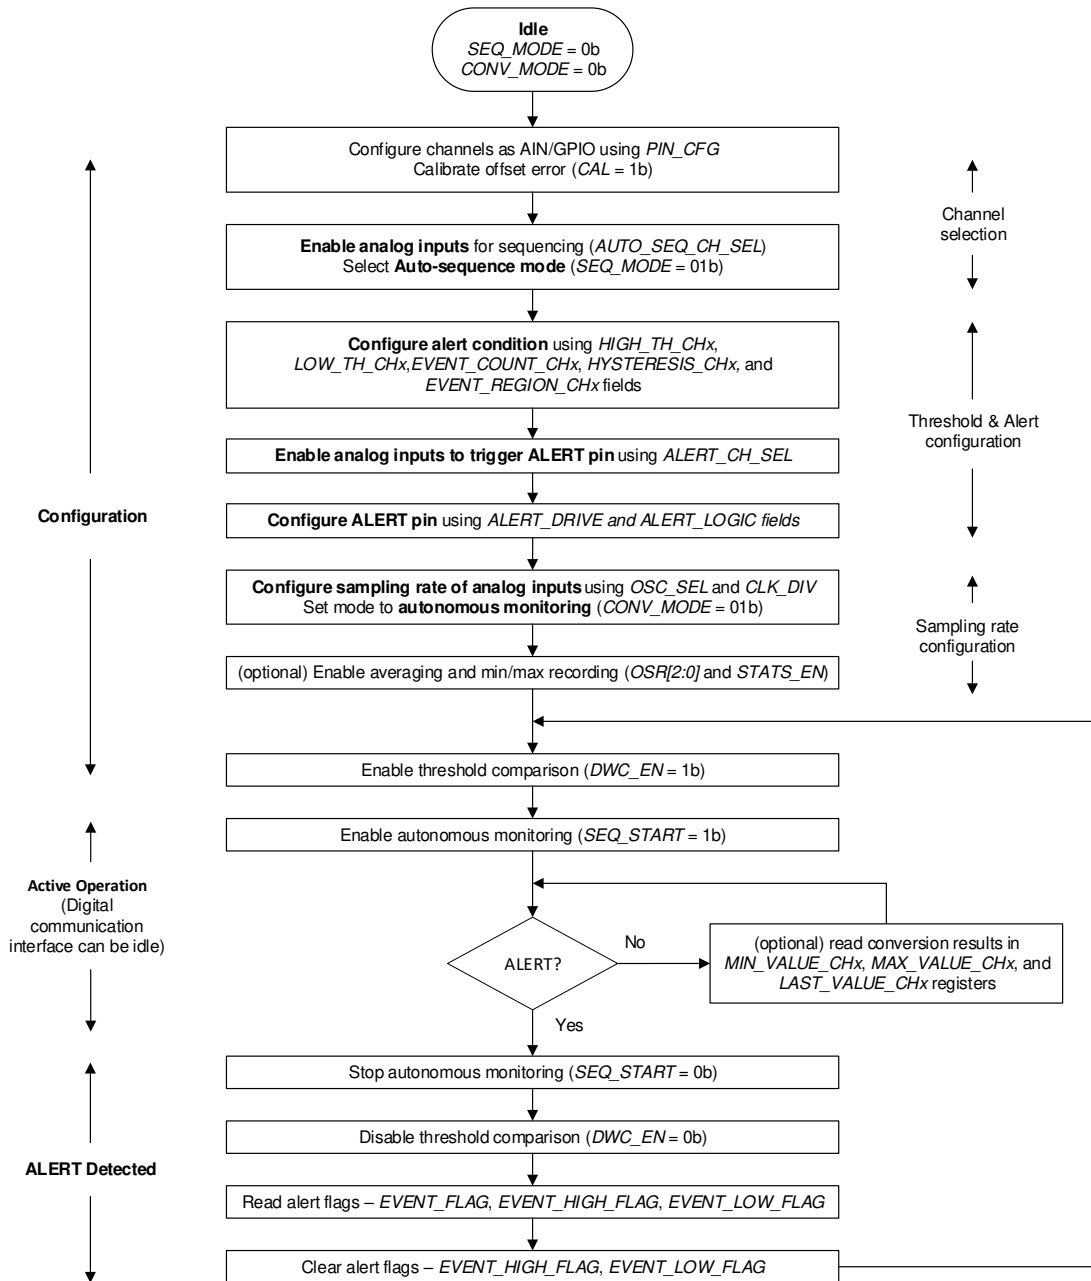 Idle
SEQ_MODE = 0b
CONV_MODE = 0b
Configure channels as AIN/GPIO using PIN_CFG
Calibrate offset error (CAL = 1b)
Channel
selection
Enable analog inputs for sequencing (AUTO_SEQ_CH_SEL)
Select Auto-sequence mode (SEQ_MODE = 01b)
Configure alert condition using HIGH_TH_CHx,
LOW_TH_CHx,EVENT_COUNT_CHx, HYSTERESIS_CHx, and
EVENT_REGION_CHx fields
Threshold & Alert
configuration
Enable analog inputs to trigger ALERT pin using ALERT_CH_SEL
Configuration
Configure ALERT pin using ALERT_DRIVE and ALERT_LOGIC fields
Configure sampling rate of analog inputs using OSC_SEL and CLK_DIV
Set mode to autonomous monitoring (CONV_MODE = 01b)
Sampling rate
configuration
(optional) Enable averaging and min/max recording (OSR[2:0] and STATS_EN)
Enable threshold comparison (DWC_EN = 1b)
Enable autonomous monitoring (SEQ_START = 1b)
Active Operation
(Digital
communication
interface can be idle)
ALERT?
No
(optional) read conversion results in
MIN_VALUE_CHx, MAX_VALUE_CHx, and
LAST_VALUE_CHx registers
Yes
Stop autonomous monitoring (SEQ_START = 0b)
Disable threshold comparison (DWC_EN = 0b)
ALERT Detected
Read alert flags – EVENT_FLAG, EVENT_HIGH_FLAG, EVENT_LOW_FLAG
Clear alert flags – EVENT_HIGH_FLAG, EVENT_LOW_FLAG